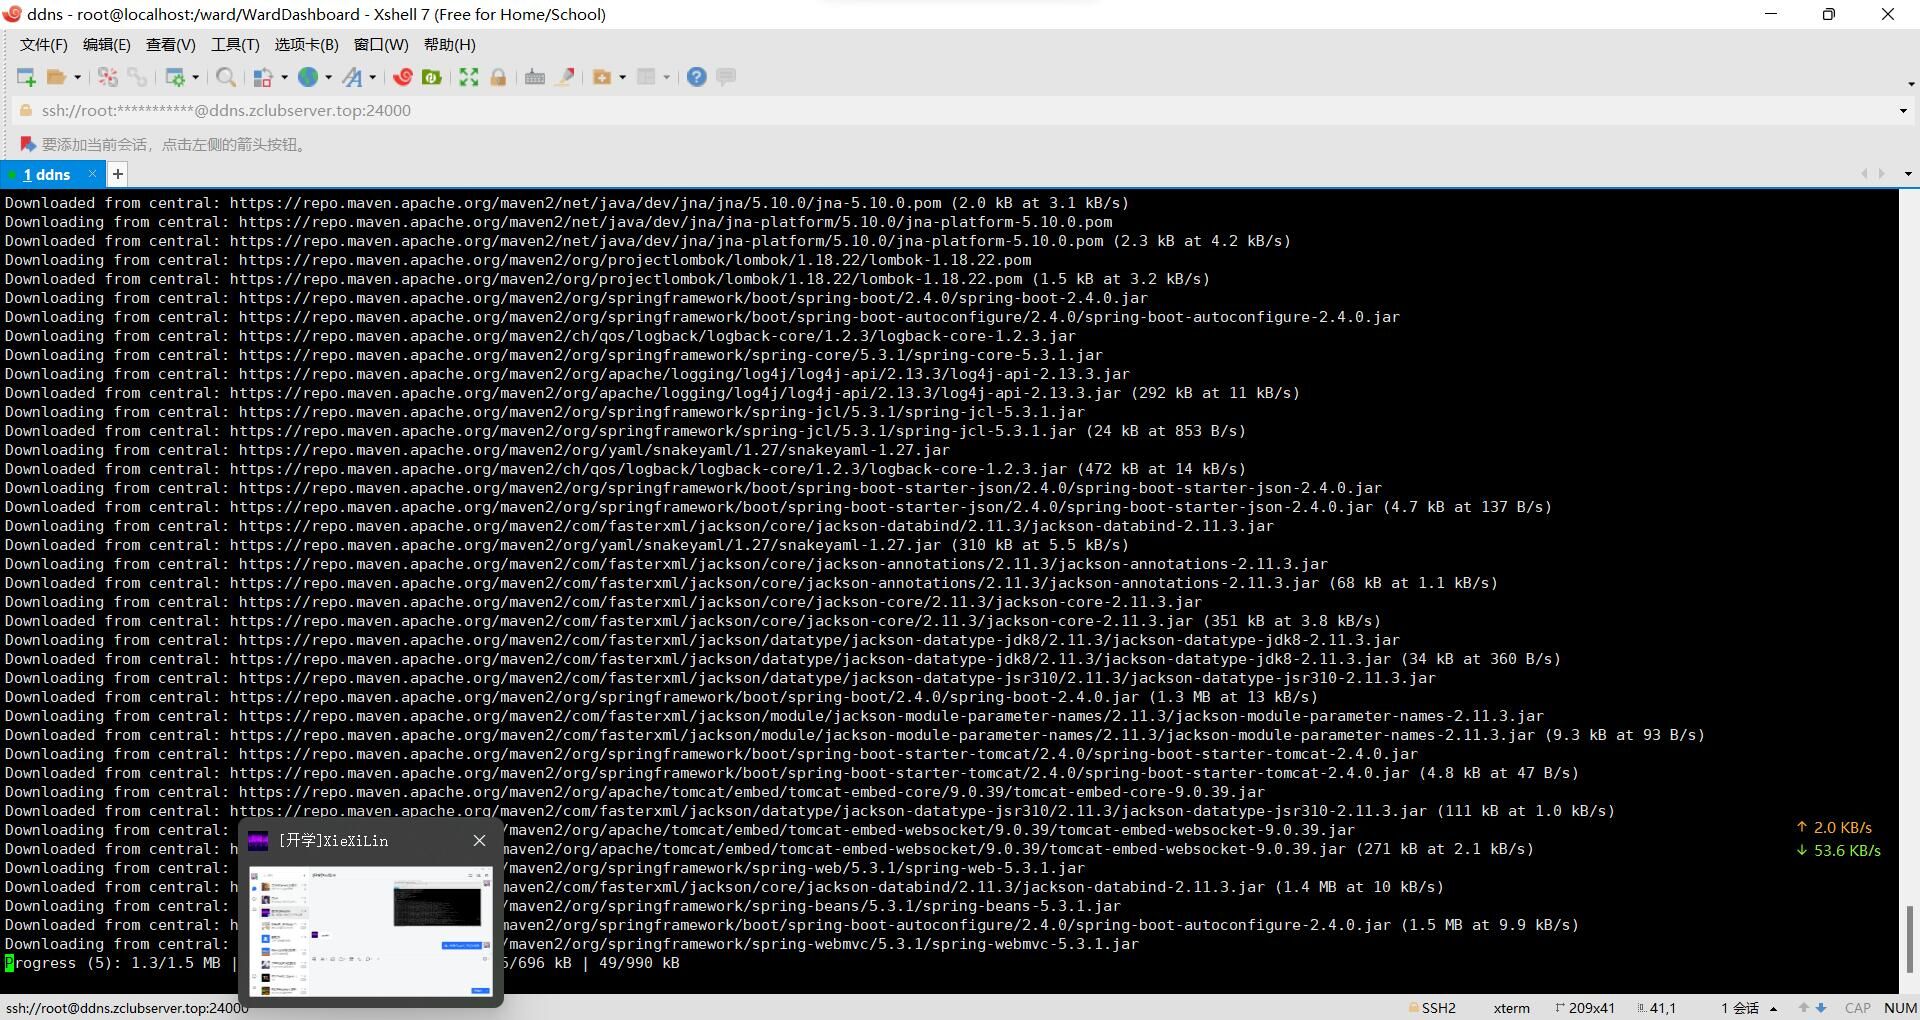 ddns - root@localhost:/ward/WardDashboard - Xshell 7 (Free for Home/School)
文件(F) 编辑(E) 查看(V) 工具(T) 选项卡(B) 窗口(W) 帮助(H)
ssh://root:***********@ddns.zclubserver.top:24000
要添加当前会话，点击左侧的箭头按钮。
1 ddns
Downloaded from central: https://repo.maven.apache.org/maven2/net/java/dev/jna/jna/5.10.0/jna-5.10.0.pom (2.0 kB at 3.1 kB/s)
Downloading from central: https://repo.maven.apache.org/maven2/net/java/dev/jna/jna-platform/5.10.0/jna-platform-5.10.0.pom
Downloaded from central: https://repo.maven.apache.org/maven2/net/java/dev/jna/jna-platform/5.10.0/jna-platform-5.10.0.pom (2.3 kB at 4.2 kB/s)
Downloading from central: https://repo.maven.apache.org/maven2/org/projectlombok/lombok/1.18.22/lombok-1.18.22.pom
Downloaded from central: https://repo.maven.apache.org/maven2/org/projectlombok/lombok/1.18.22/lombok-1.18.22.pom (1.5 kB at 3.2 kB/s)
Downloading from central: https://repo.maven.apache.org/maven2/org/springframework/boot/spring-boot/2.4.0/spring-boot-2.4.0.jar
Downloading from central: https://repo.maven.apache.org/maven2/org/springframework/boot/spring-boot-autoconfigure/2.4.0/spring-boot-autoconfigure-2.4.0.jar
Downloading from central: https://repo.maven.apache.org/maven2/ch/qos/logback/logback-core/1.2.3/logback-core-1.2.3.jar
Downloading from central: https://repo.maven.apache.org/maven2/org/springframework/spring-core/5.3.1/spring-core-5.3.1.jar
Downloading from central: https://repo.maven.apache.org/maven2/org/apache/logging/log4j/log4j-api/2.13.3/log4j-api-2.13.3.jar
Downloaded from central: https://repo.maven.apache.org/maven2/org/apache/logging/log4j/log4j-api/2.13.3/log4j-api-2.13.3.jar (292 kB at 11 kB/s)
Downloading from central: https://repo.maven.apache.org/maven2/org/springframework/spring-jcl/5.3.1/spring-jcl-5.3.1.jar
Downloaded from central: https://repo.maven.apache.org/maven2/org/springframework/spring-jcl/5.3.1/spring-jcl-5.3.1.jar (24 kB at 853 B/s)
Downloading from central: https://repo.maven.apache.org/maven2/org/yaml/snakeyaml/1.27/snakeyaml-1.27.jar
Downloaded from central: https://repo.maven.apache.org/maven2/ch/qos/logback/logback-core/1.2.3/logback-core-1.2.3.jar (472 kB at 14 kB/s)
Downloading from central: https://repo.maven.apache.org/maven2/org/springframework/boot/spring-boot-starter-json/2.4.0/spring-boot-starter-json-2.4.0.jar
Downloaded from central: https://repo.maven.apache.org/maven2/org/springframework/boot/spring-boot-starter-json/2.4.0/spring-boot-starter-json-2.4.0.jar (4.7 kB at 137 B/s)
Downloading from central: https://repo.maven.apache.org/maven2/com/fasterxml/jackson/core/jackson-databind/2.11.3/jackson-databind-2.11.3.jar
Downloaded from central: https://repo.maven.apache.org/maven2/org/yaml/snakeyaml/1.27/snakeyaml-1.27.jar (310 kB at 5.5 kB/s)
Downloading from central: https://repo.maven.apache.org/maven2/com/fasterxml/jackson/core/jackson-annotations/2.11.3/jackson-annotations-2.11.3.jar
Downloaded from central: https://repo.maven.apache.org/maven2/com/fasterxml/jackson/core/jackson-annotations/2.11.3/jackson-annotations-2.11.3.jar (68 kB at 1.1 kB/s)
Downloading from central: https://repo.maven.apache.org/maven2/com/fasterxml/jackson/core/jackson-core/2.11.3/jackson-core-2.11.3.jar
Downloaded from central: https://repo.maven.apache.org/maven2/com/fasterxml/jackson/core/jackson-core/2.11.3/jackson-core-2.11.3.jar (351 kB at 3.8 kB/s)
Downloading from central: https://repo.maven.apache.org/maven2/com/fasterxml/jackson/datatype/jackson-datatype-jdk8/2.11.3/jackson-datatype-jdk8-2.11.3.jar
Downloaded from central: https://repo.maven.apache.org/maven2/com/fasterxml/jackson/datatype/jackson-datatype-jdk8/2.11.3/jackson-datatype-jdk8-2.11.3.jar (34 kB at 360 B/s)
Downloading from central: https://repo.maven.apache.org/maven2/com/fasterxml/jackson/datatype/jackson-datatype-jsr310/2.11.3/jackson-datatype-jsr310-2.11.3.jar
Downloaded from central: https://repo.maven.apache.org/maven2/org/springframework/boot/spring-boot/2.4.0/spring-boot-2.4.0.jar (1.3 MB at 13 kB/s)
Downloading from central: https://repo.maven.apache.org/maven2/com/fasterxml/jackson/module/jackson-module-parameter-names/2.11.3/jackson-module-parameter-names-2.11.3.jar
Downloaded from central: https://repo.maven.apache.org/maven2/com/fasterxml/jackson/module/jackson-module-parameter-names/2.11.3/jackson-module-parameter-names-2.11.3.jar (9.3 kB at 93 B/s)
Downloading from central: https://repo.maven.apache.org/maven2/org/springframework/boot/spring-boot-starter-tomcat/2.4.0/spring-boot-starter-tomcat-2.4.0.jar
Downloaded from central: https://repo.maven.apache.org/maven2/org/springframework/boot/spring-boot-starter-tomcat/2.4.0/spring-boot-starter-tomcat-2.4.0.jar (4.8 kB at 47 B/s)
Downloading from central: https://repo.maven.apache.org/maven2/org/apache/tomcat/embed/tomcat-embed-core/9.0.39/tomcat-embed-core-9.0.39.jar
Downloaded from central: https://repo.maven.apache.org/maven2/com/fasterxml/jackson/datatype/jackson-datatype-jsr310/2.11.3/jackson-datatype-jsr310-2.11.3.jar (111 kB at 1.0 kB/s)
Downloading from central: h /maven2/org/apache/tomcat/embed/tomcat-embed-websocket/9.0.39/tomcat-embed-websocket-9.0.39.jar
Downloaded from central: h /maven2/org/apache/tomcat/embed/tomcat-embed-websocket/9.0.39/tomcat-embed-websocket-9.0.39.jar (271 kB at 2.1 kB/s)
Downloading from central: h /maven2/org/springframework/spring-web/5.3.1/spring-web-5.3.1.jar
Downloaded from central: h /maven2/com/fasterxml/jackson/core/jackson-databind/2.11.3/jackson-databind-2.11.3.jar (1.4 MB at 10 kB/s)
Downloading from central: h /maven2/org/springframework/spring-beans/5.3.1/spring-beans-5.3.1.jar
Downloaded from central: h /maven2/org/springframework/boot/spring-boot-autoconfigure/2.4.0/spring-boot-autoconfigure-2.4.0.jar (1.5 MB at 9.9 kB/s)
Downloading from central: h /maven2/org/springframework/spring-webmvc/5.3.1/spring-webmvc-5.3.1.jar
Progress (5): 1.3/1.5 MB | 5/696 kB | 49/990 kB
[开学]XieXiLin
↑ 2.0 KB/s
↓ 53.6 KB/s
ssh://root@ddns.zclubserver.top:24000 SSH2 xterm 209x41 41,1 1 会话 CAP NUM